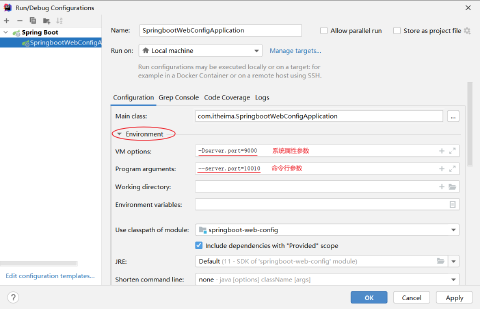 Run/Debug Configurations
Spring Boot
SpringbootWebConfigA
Name: SpringbootWebConfigApplication
Allow parallel run
Store as project file
Run on: Local machine
Manage targets...
Run configurations may be executed locally or on a target: for
example in a Docker Container or on a remote host using SSH.
Configuration Grep Console Code Coverage Logs
Main class: com.itheima.SpringbootWebConfigApplication ...
Environment
VM options: -Dserver.port=9000 系统属性参数
Program arguments: --server.port=10010 命令行参数
Working directory:
Environment variables:
Use classpath of module: springboot-web-config
Include dependencies with "Provided" scope
JRE: Default (11 - SDK of 'springboot-web-config' module)
Shorten command line: none - java [options] className [args]
Edit configuration templates...
? OK Cancel Apply